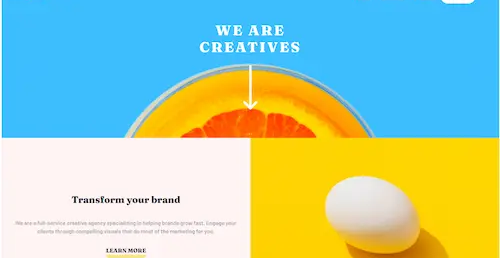 WE ARE
CREATIVES
Transform your brand
We are a full-service creative agency specializing in helping brands grow fast. Engage your
clients through compelling visuals that do most of the marketing for you.
LEARN MORE